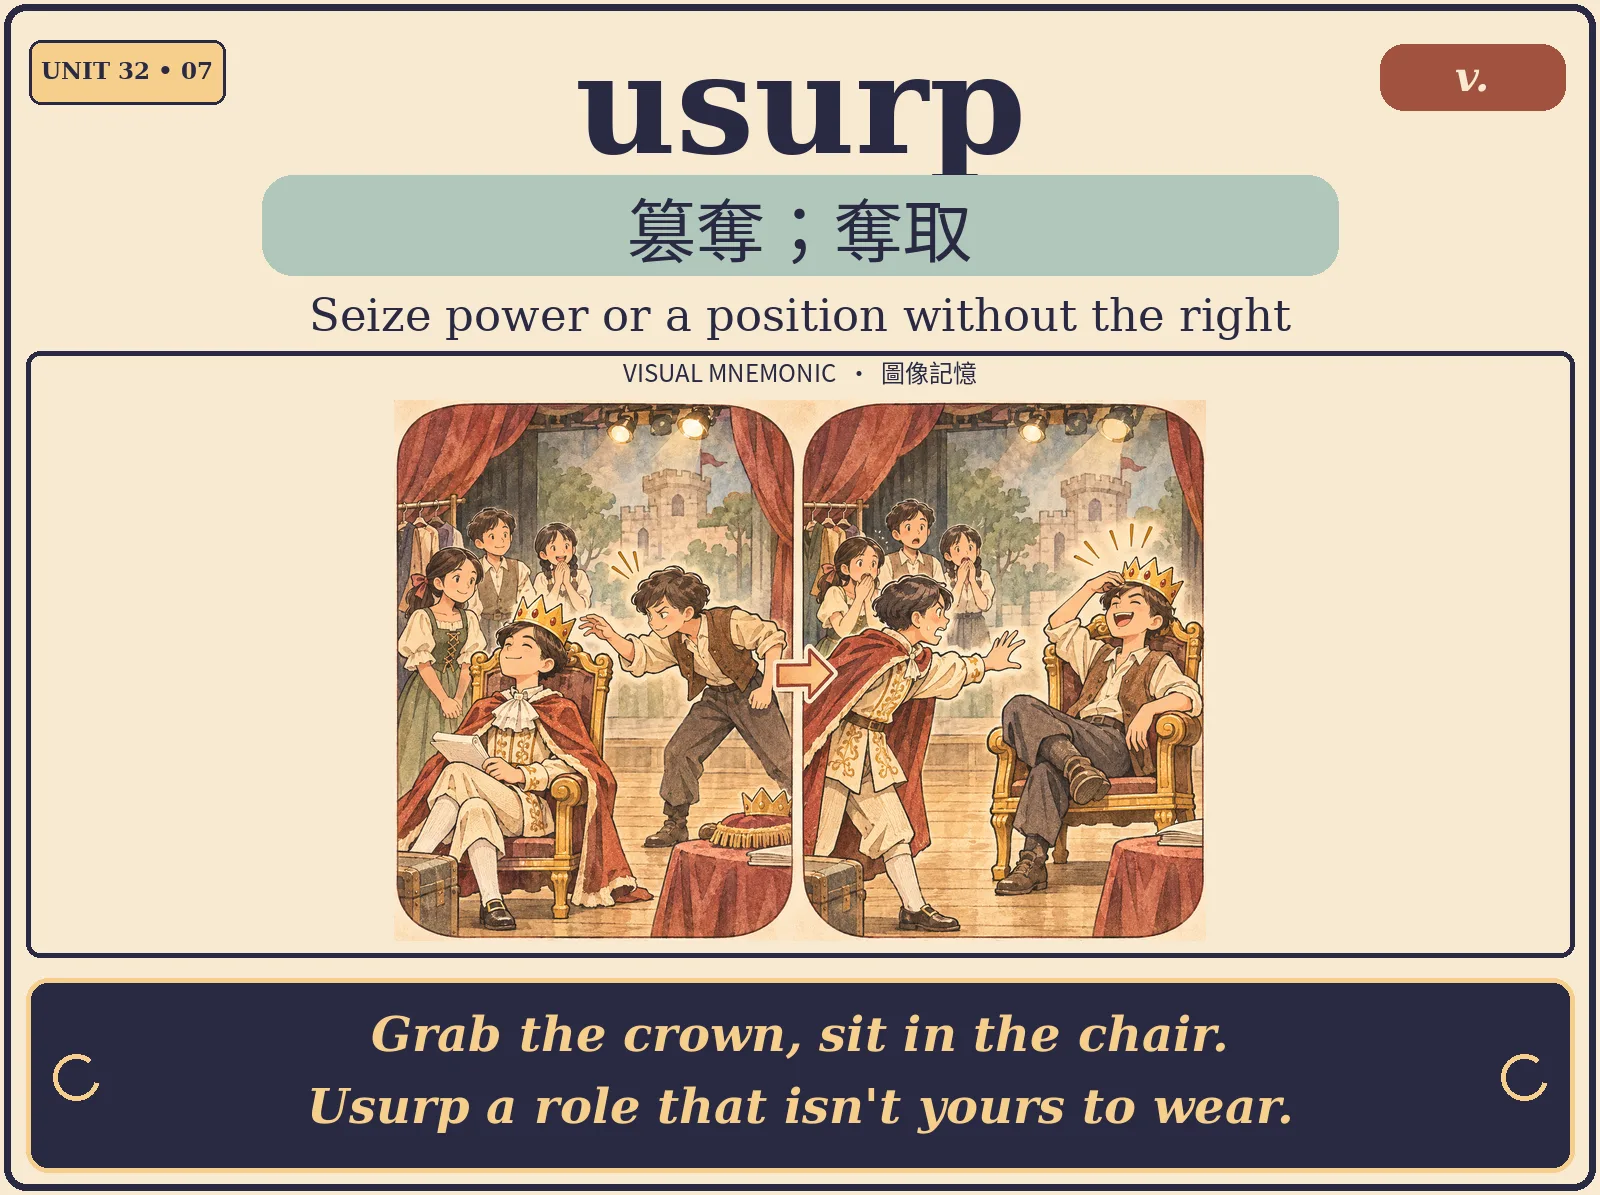 UNIT 32 • 07
usurp
v.
篡奪；奪取
Seize power or a position without the right
VISUAL MNEMONIC • 圖像記憶
Grab the crown, sit in the chair.
Usurp a role that isn't yours to wear.